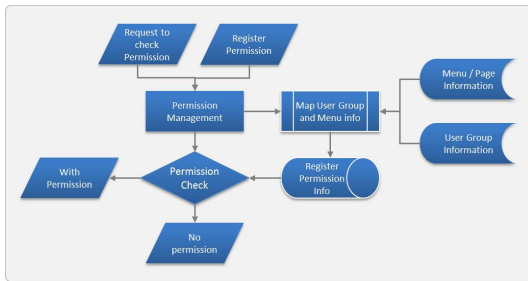 Request to
check
Permission
Register
Permission
Menu / Page
Information
Permission
Management
Map User Group
and Menu info
User Group
Information
With
Permission
Permission
Check
Register
Permission
Info
No
permission